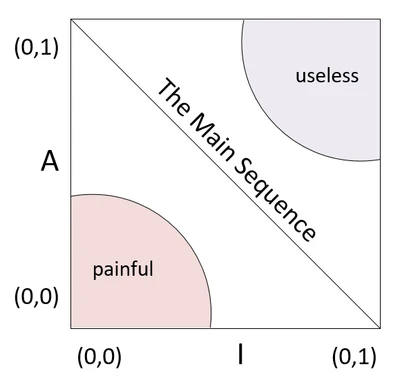 (0,1)
useless
The Main Sequence
A
painful
(0,0)
(0,0)
I
(0,1)